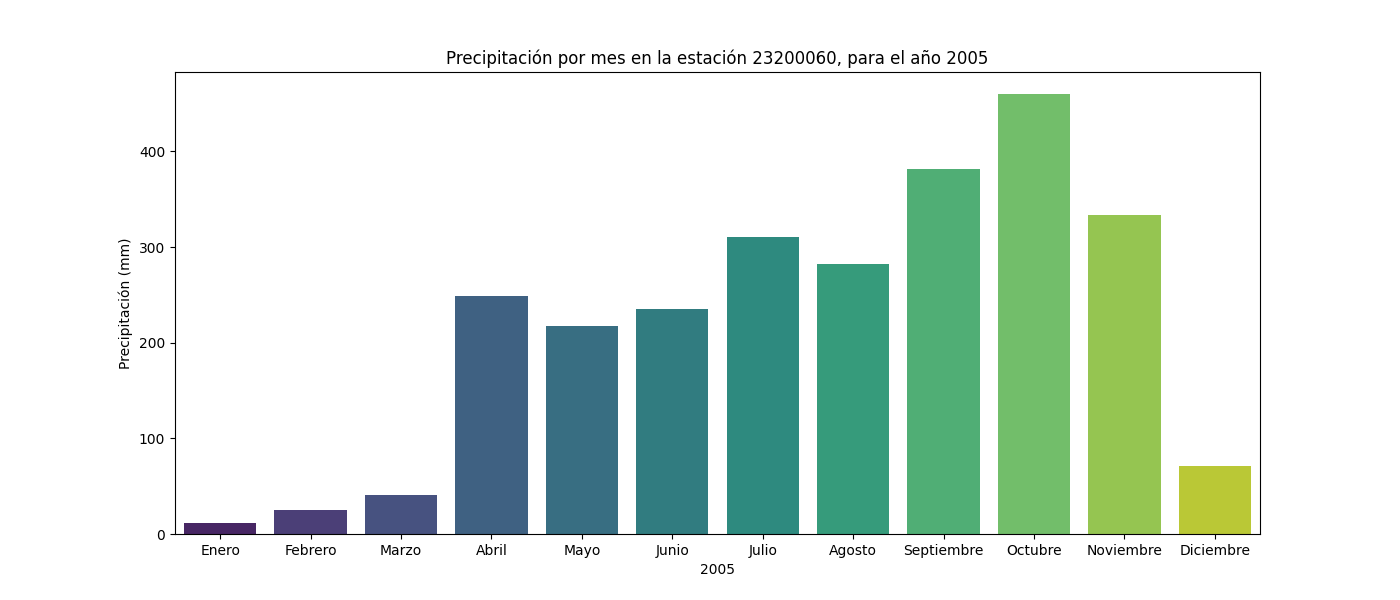 Precipitación por mes en la estación 23200060, para el año 2005
Precipitación (mm)
400
300
200
100
0
Enero Febrero Marzo Abril Mayo Junio Julio Agosto Septiembre Octubre Noviembre Diciembre
2005